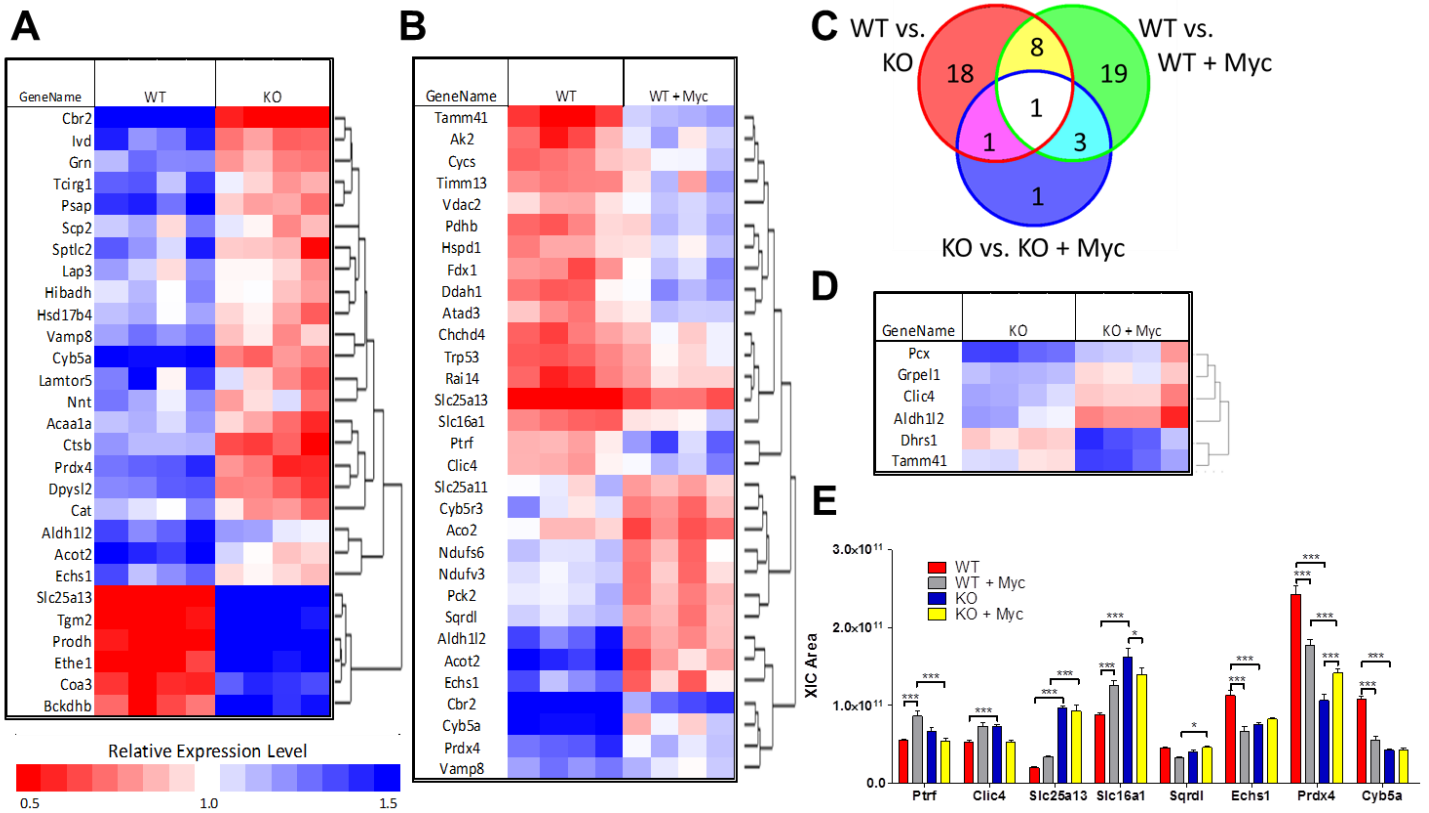 A
GeneName WT KO
Cbr2
Ivd
Grn
Tcirg1
Psap
Scp2
Sptlc2
Lap3
Hibadh
Hsd17b4
Vamp8
Cyb5a
Lamtor5
Nnt
Acaa1a
Ctsb
Prdx4
Dpysl2
Cat
Aldh1l2
Acot2
Echs1
Slc25a13
Tgm2
Prodh
Ethe1
Coa3
Bckdhb
Relative Expression Level
0.5 1.0 1.5
B
GeneName WT WT + Myc
Tamm41
Ak2
Cycs
Timm13
Vdac2
Pdhb
Hspd1
Fdx1
Ddah1
Atad3
Chchd4
Trp53
Rai14
Slc25a13
Slc16a1
Ptrf
Clic4
Slc25a11
Cyb5r3
Aco2
Ndufs6
Ndufv3
Pck2
Sqrdl
Aldh1l2
Acot2
Echs1
Cbr2
Cyb5a
Prdx4
Vamp8
C
WT vs.
KO
WT vs.
WT + Myc
8
18
19
1
1
3
1
KO vs. KO + Myc
D
GeneName KO KO + Myc
Pcx
Grpel1
Clic4
Aldh1l2
Dhrs1
Tamm41
E
XIC Area
3.0×10¹¹
2.0×10¹¹
1.0×10¹¹
0.0
WT
WT + Myc
KO
KO + Myc
*** ***
***
*** ***
*** *** *
*
*** ***
*** *** *** ***
*** ***
Ptrf Clic4 Slc25a13 Slc16a1 Sqrdl Echs1 Prdx4 Cyb5a